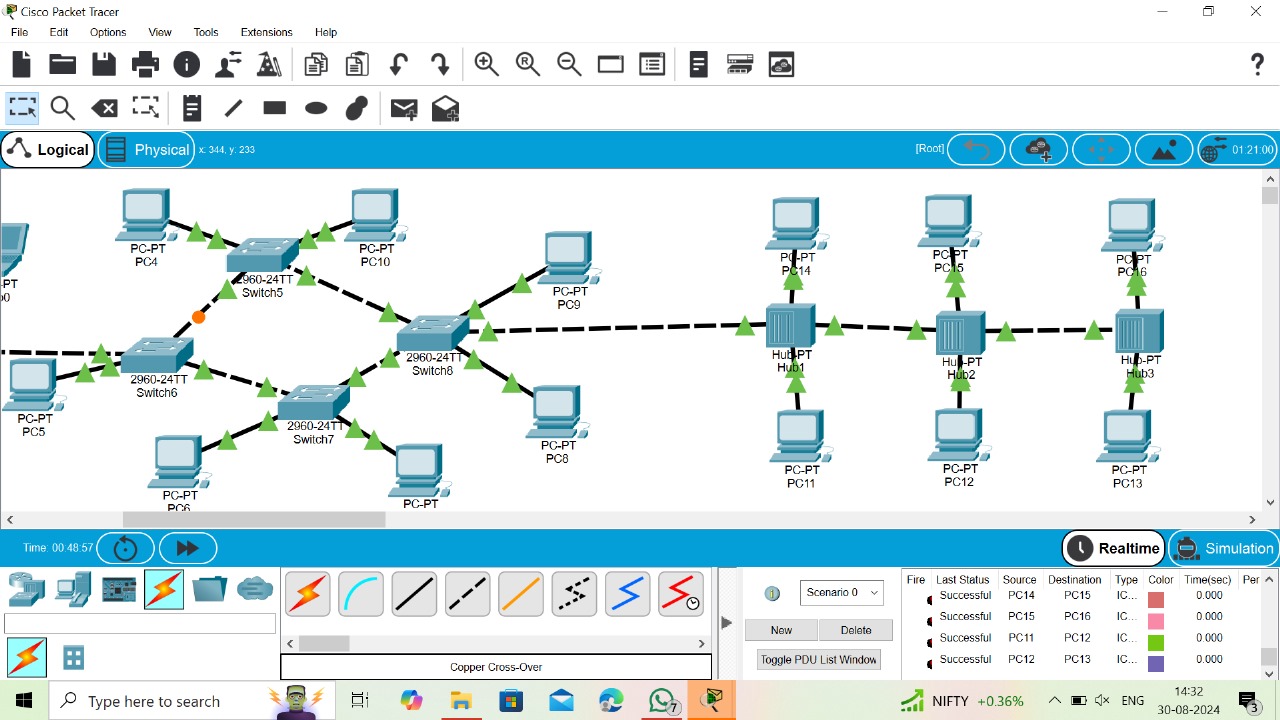 Cisco Packet Tracer
File Edit Options View Tools Extensions Help
Logical Physical x: 344, y: 233 [Root] 01:21:00
PC-PT
PC4
PC-PT
PC10
2960-24TT
Switch5
PC-PT
PC9
PC-PT
PC14
PC-PT
PC15
PC-PT
PC16
2960-24TT
Switch6
2960-24TT
Switch8
Hub-PT
Hub1
Hub-PT
Hub2
Hub-PT
Hub3
PC-PT
PC5
2960-24TT
Switch7
PC-PT
PC8
PC-PT
PC11
PC-PT
PC12
PC-PT
PC13
PC-PT
PC6
PC-PT
Time: 00:48:57 Realtime Simulation
Scenario 0
New Delete
Toggle PDU List Window
Copper Cross-Over
Fire Last Status Source Destination Type Color Time(sec) Per
Successful PC14 PC15 IC... 0.000
Successful PC15 PC16 IC... 0.000
Successful PC11 PC12 IC... 0.000
Successful PC12 PC13 IC... 0.000
Type here to search
7
NIFTY +0.36%
ENG
14:32
30-08-2024
3